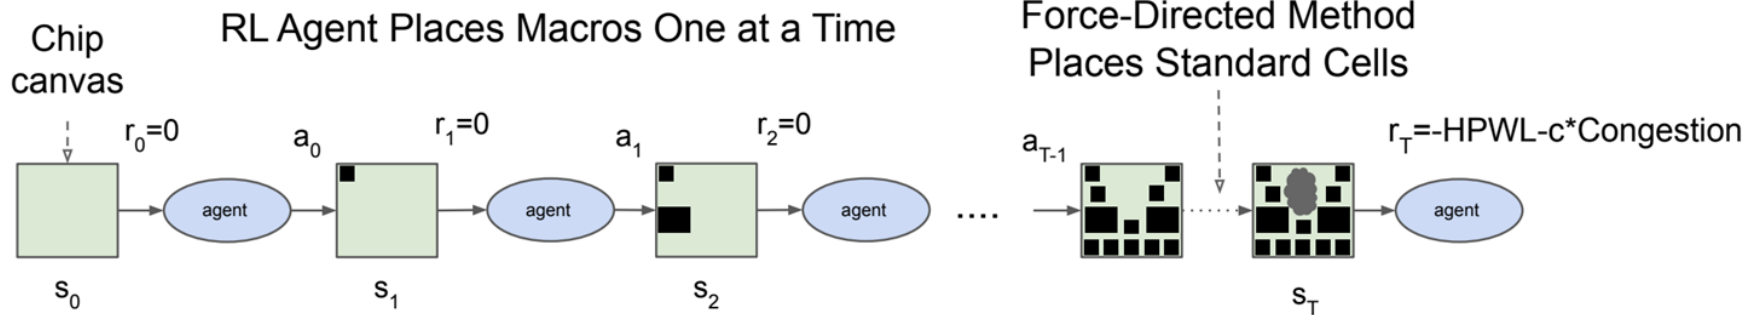 Chip
canvas
RL Agent Places Macros One at a Time
Force-Directed Method
Places Standard Cells
r0=0
a0
r1=0
a1
r2=0
aT-1
rT=-HPWL-c*Congestion
agent
agent
agent
....
agent
s0
s1
s2
sT